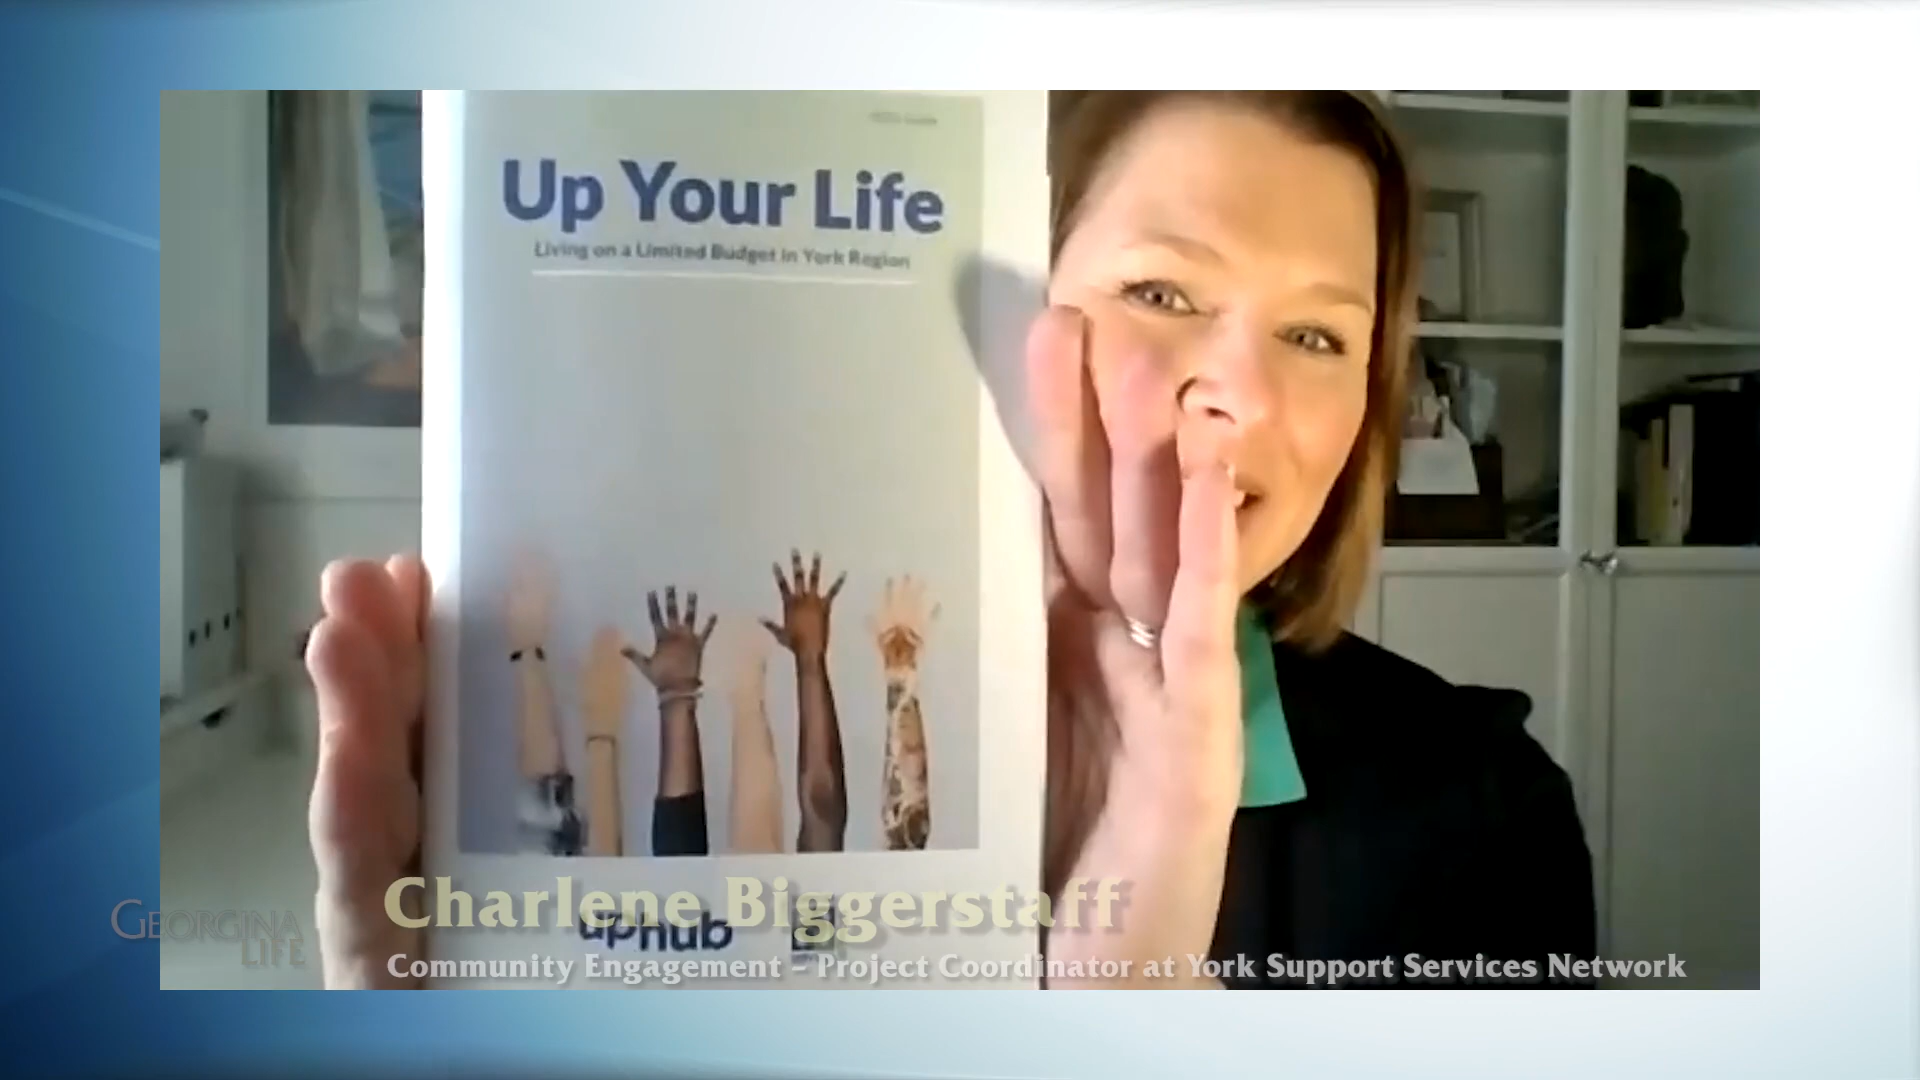 Up Your Life
Living on a Limited Budget in York Region
uphub
Charlene Biggerstaff
Community Engagement – Project Coordinator at York Support Services Network
GEORGINA
LIFE